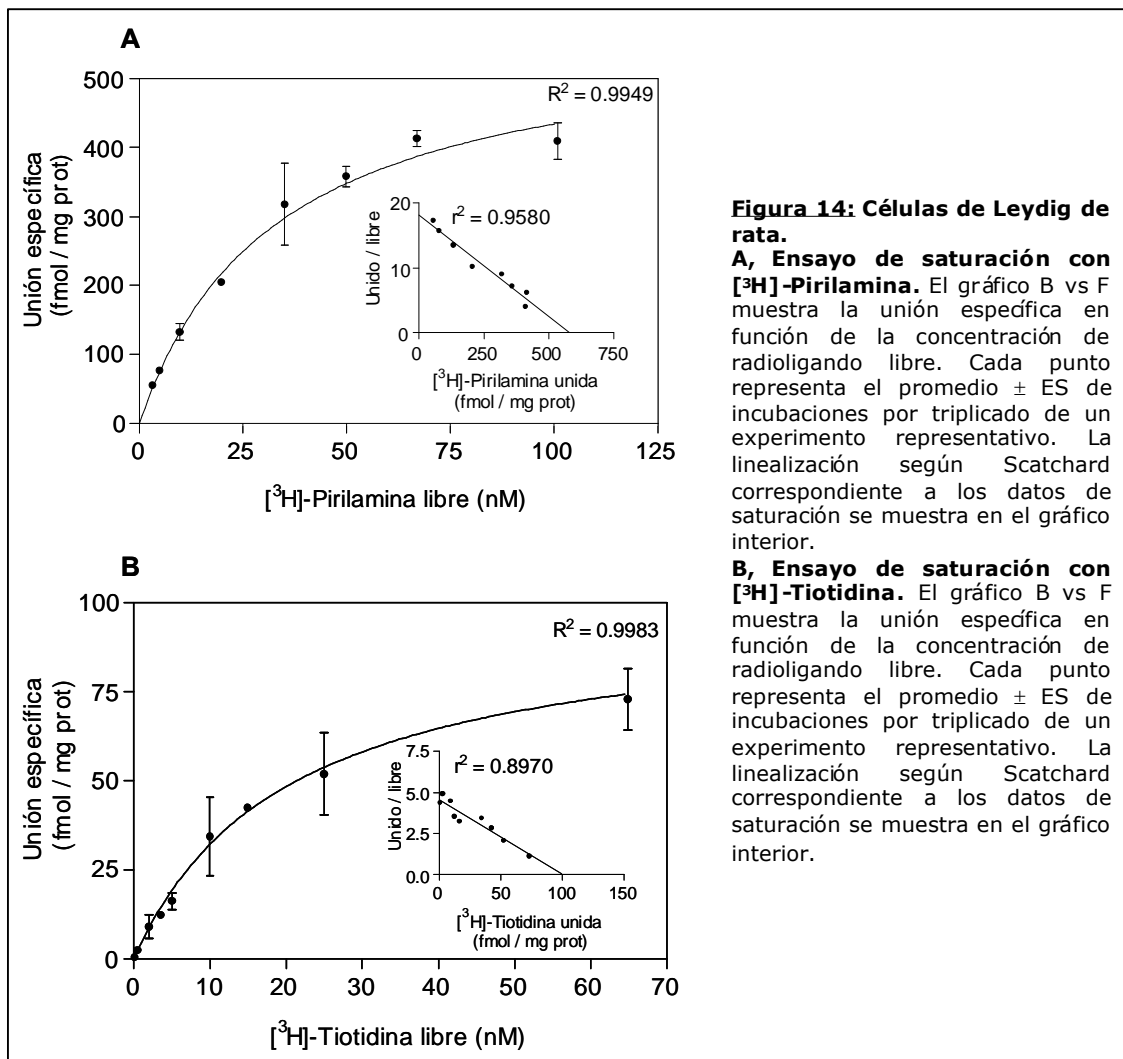 A
500
400
300
200
100
0
Unión específica
(fmol / mg prot)
R² = 0.9949
0 25 50 75 100 125
[³H]-Pirilamina libre (nM)
20
10
0
Unido / libre
r² = 0.9580
0 250 500 750
[³H]-Pirilamina unida
(fmol / mg prot)
B
100
75
50
25
0
Unión específica
(fmol / mg prot)
R² = 0.9983
0 10 20 30 40 50 60 70
[³H]-Tiotidina libre (nM)
7.5
5.0
2.5
0.0
Unido / libre
r² = 0.8970
0 50 100 150
[³H]-Tiotidina unida
(fmol / mg prot)
Figura 14: Células de Leydig de
rata.
A, Ensayo de saturación con
[³H]-Pirilamina. El gráfico B vs F
muestra la unión específica en
función de la concentración de
radioligando libre. Cada punto
representa el promedio ± ES de
incubaciones por triplicado de un
experimento representativo. La
linealización según Scatchard
correspondiente a los datos de
saturación se muestra en el gráfico
interior.
B, Ensayo de saturación con
[³H]-Tiotidina. El gráfico B vs F
muestra la unión específica en
función de la concentración de
radioligando libre. Cada punto
representa el promedio ± ES de
incubaciones por triplicado de un
experimento representativo. La
linealización según Scatchard
correspondiente a los datos de
saturación se muestra en el gráfico
interior.